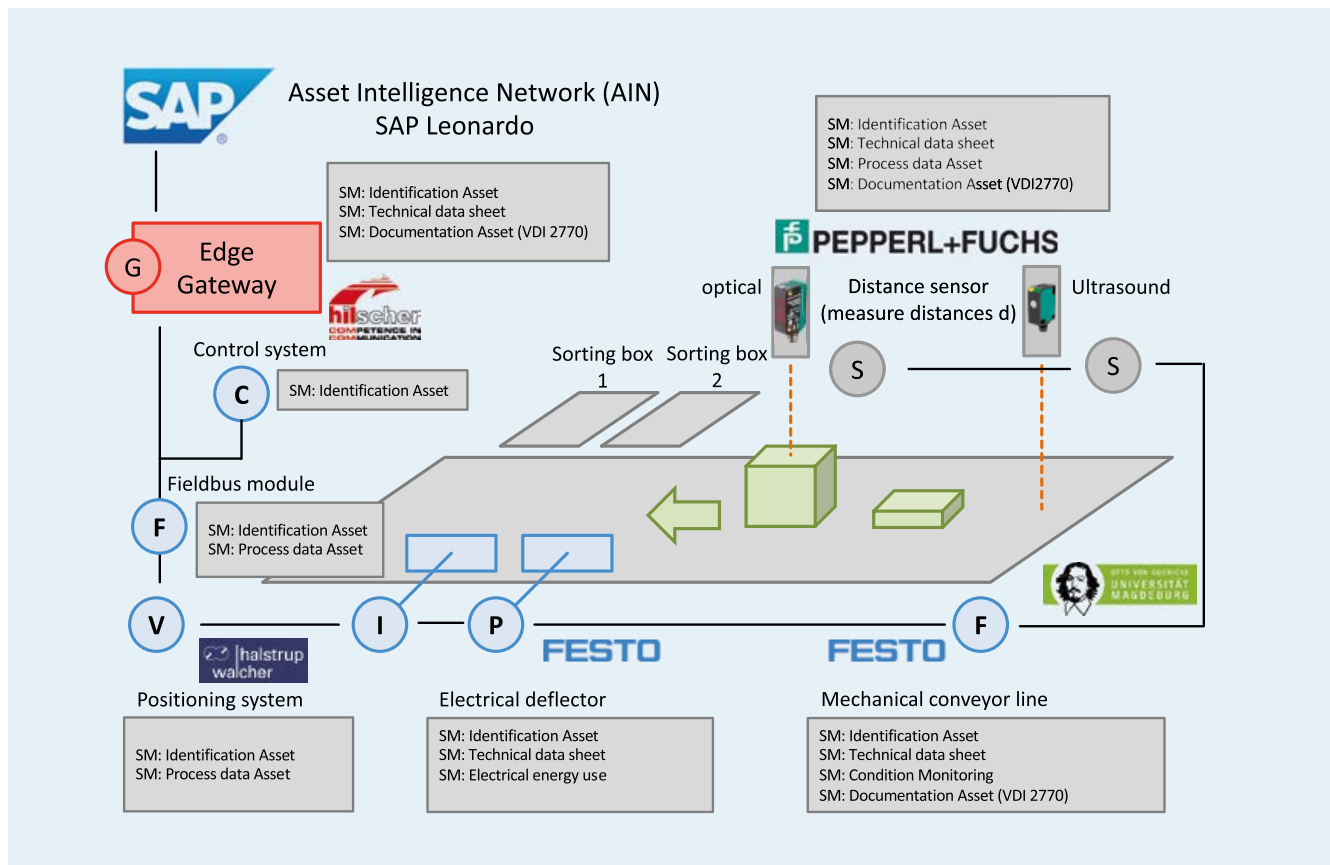 SAP
®
Asset Intelligence Network (AIN)
SAP Leonardo
SM: Identification Asset
SM: Technical data sheet
SM: Process data Asset
SM: Documentation Asset (VDI2770)
SM: Identification Asset
SM: Technical data sheet
SM: Documentation Asset (VDI 2770)
G
Edge
Gateway
hilscher
COMPETENCE IN
COMMUNICATION
PEPPERL+FUCHS
optical
Distance sensor
(measure distances d)
Ultrasound
Control system
C
SM: Identification Asset
Sorting box
1
Sorting box
2
S
S
Fieldbus module
F
SM: Identification Asset
SM: Process data Asset
OTTO VON GUERICKE
UNIVERSITÄT
MAGDEBURG
V
I
P
F
halstrup
walcher
FESTO
FESTO
Positioning system
SM: Identification Asset
SM: Process data Asset
Electrical deflector
SM: Identification Asset
SM: Technical data sheet
SM: Electrical energy use
Mechanical conveyor line
SM: Identification Asset
SM: Technical data sheet
SM: Condition Monitoring
SM: Documentation Asset (VDI 2770)